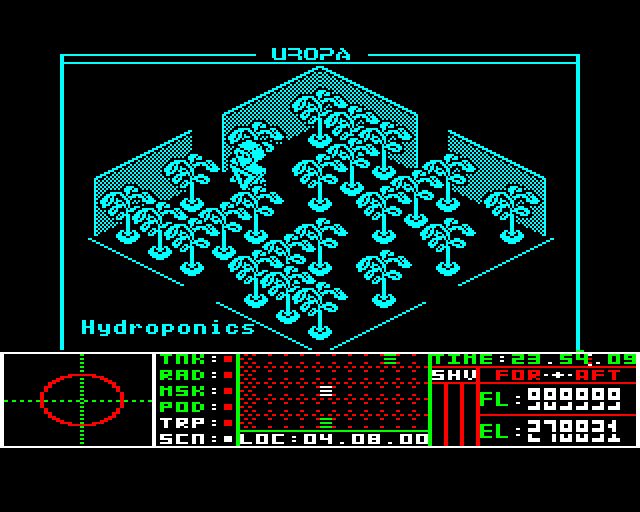 UROPA
Hydroponics
TNK: TIME:23.54.09
RAD: SHV FOR-+-AFT
MSK:
POD: FL:
TRP:
SCN: LOC:04.08.00 EL: